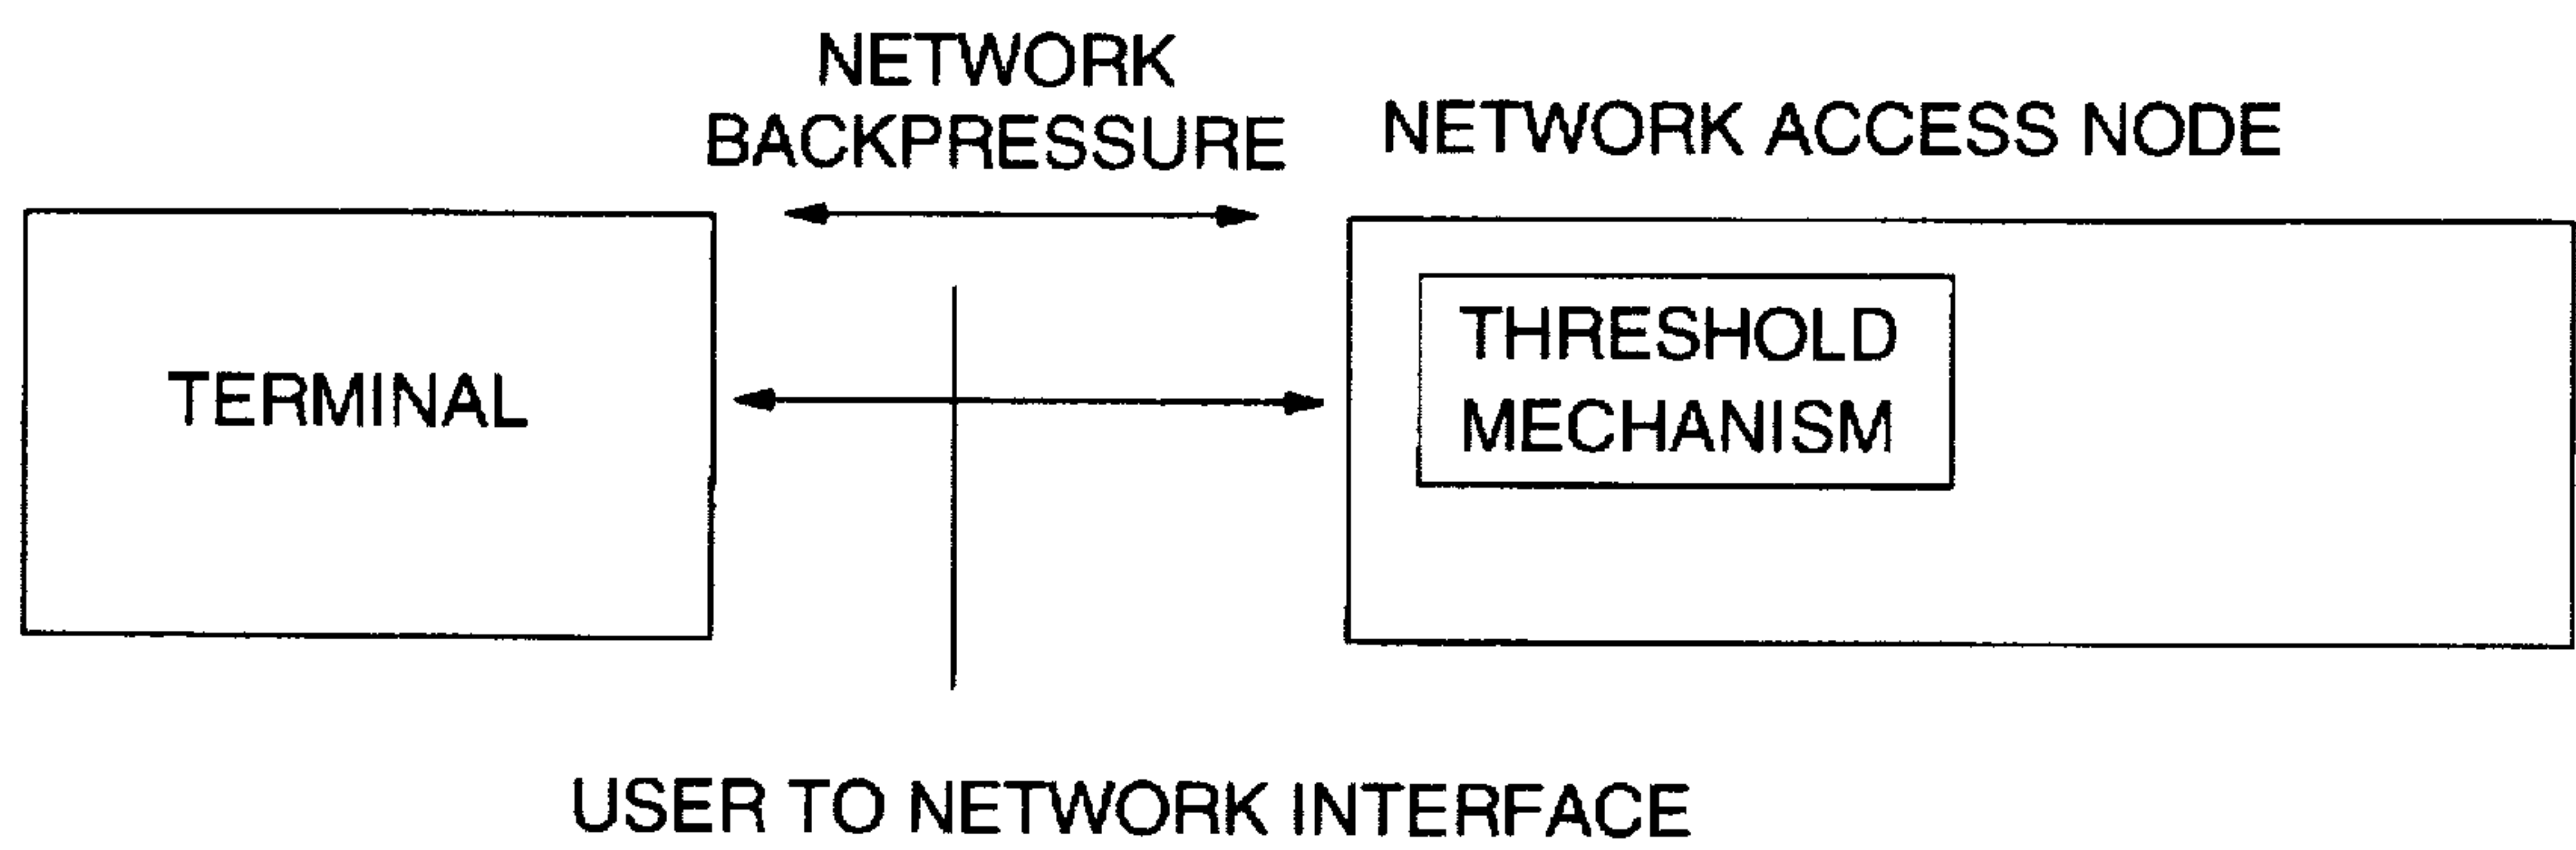 NETWORK
BACKPRESSURE
NETWORK ACCESS NODE
TERMINAL
THRESHOLD
MECHANISM
USER TO NETWORK INTERFACE